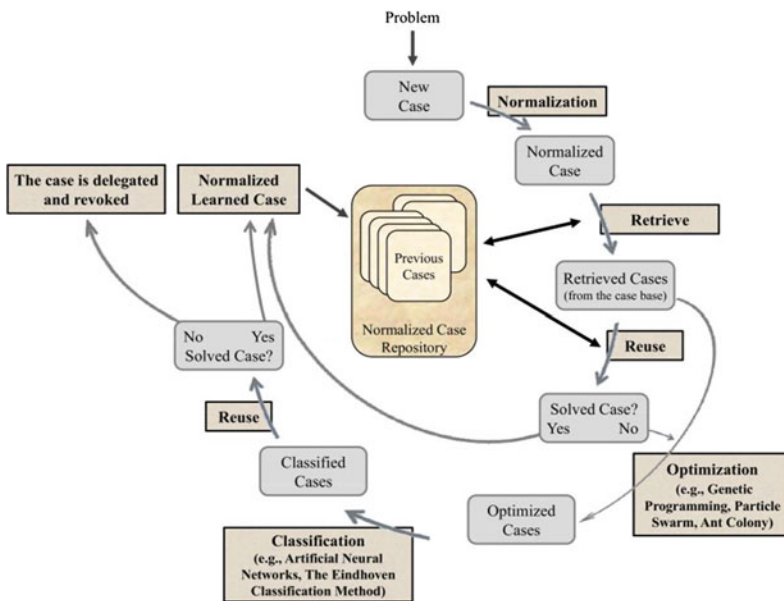 Problem
New
Case
Normalization
Normalized
Case
The case is delegated
and revoked
Normalized
Learned Case
Retrieve
Previous
Cases
Retrieved Cases
(from the case base)
Normalized Case
Repository
No Yes
Solved Case?
Reuse
Reuse
Solved Case?
Yes No
Classified
Cases
Optimization
(e.g., Genetic
Programming, Particle
Swarm, Ant Colony)
Optimized
Cases
Classification
(e.g., Artificial Neural
Networks, The Eindhoven
Classification Method)